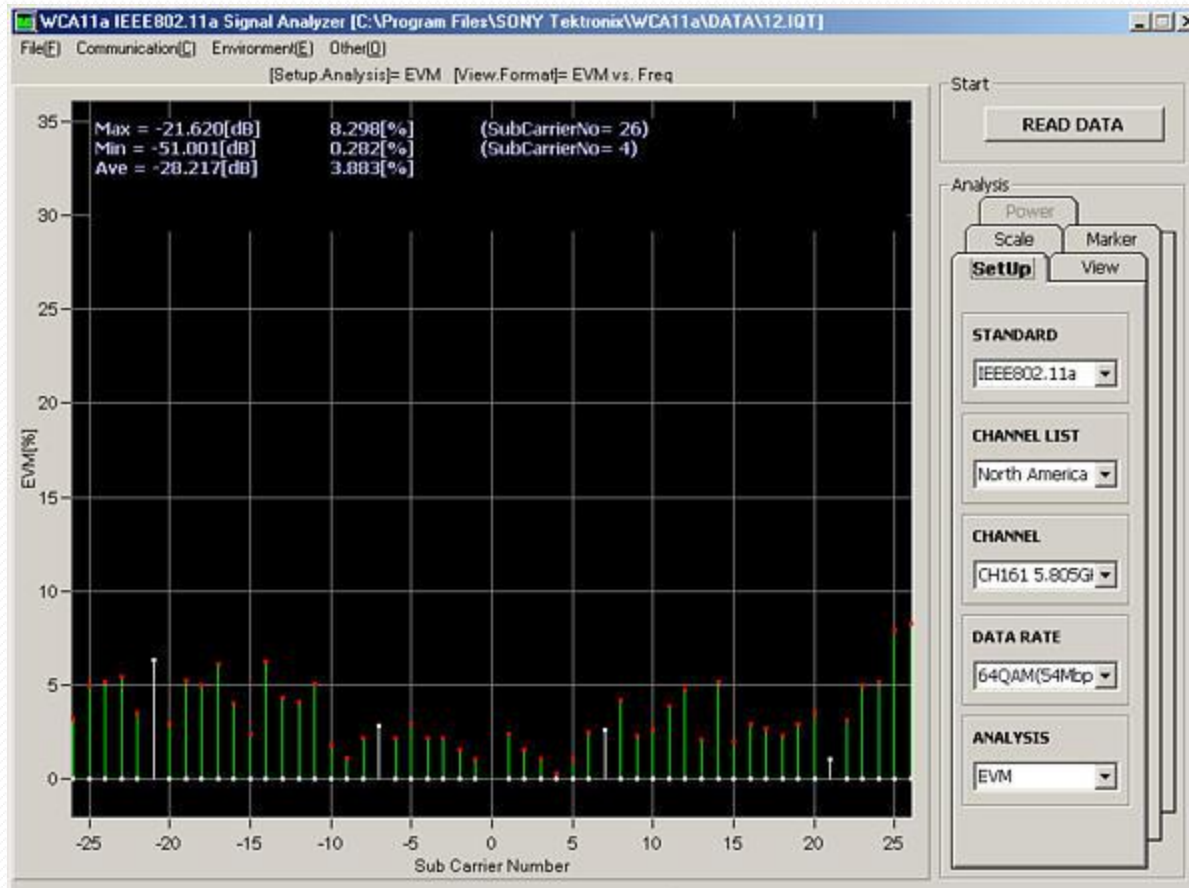 WCA11a IEEE802.11a Signal Analyzer [C:\Program Files\SONY Tektronix\WCA11a\DATA\12.IQT]
File(F) Communication(C) Environment(E) Other(O)
[Setup.Analysis]= EVM [View.Format]= EVM vs. Freq
Max = -21.620[dB] 8.298[%] (SubCarrierNo= 26)
Min = -51.001[dB] 0.282[%] (SubCarrierNo= 4)
Ave = -28.217[dB] 3.883[%]
35
30
25
20
15
10
5
0
EVM[%]
-25 -20 -15 -10 -5 0 5 10 15 20 25
Sub Carrier Number
Start
READ DATA
Analysis
Power
Scale Marker
SetUp View
STANDARD
IEEE802.11a
CHANNEL LIST
North America
CHANNEL
CH161 5.805GH
DATA RATE
64QAM(54Mbp
ANALYSIS
EVM